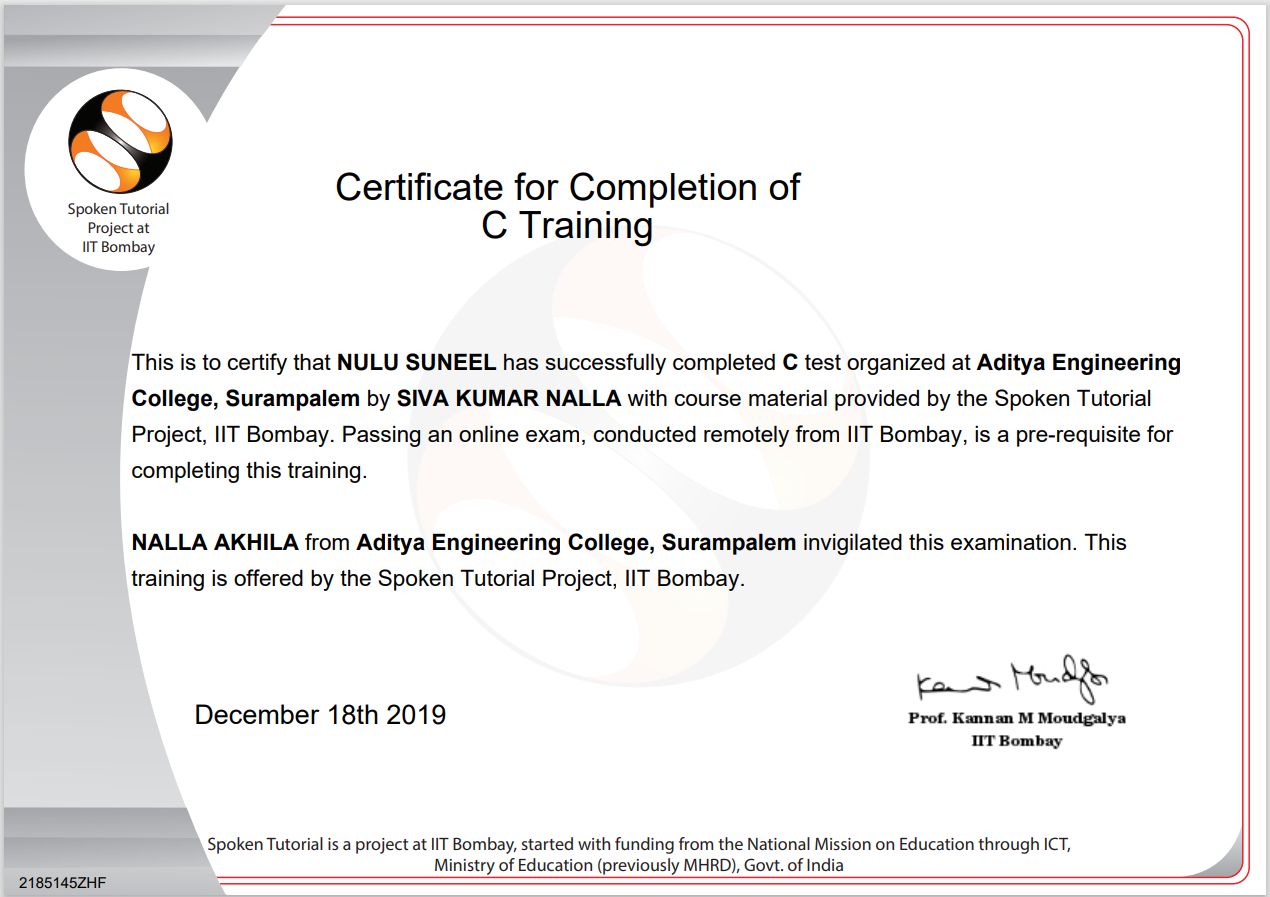 Spoken Tutorial
Project at
IIT Bombay
Certificate for Completion of
C Training
This is to certify that NULU SUNEEL has successfully completed C test organized at Aditya Engineering
College, Surampalem by SIVA KUMAR NALLA with course material provided by the Spoken Tutorial
Project, IIT Bombay. Passing an online exam, conducted remotely from IIT Bombay, is a pre-requisite for
completing this training.
NALLA AKHILA from Aditya Engineering College, Surampalem invigilated this examination. This
training is offered by the Spoken Tutorial Project, IIT Bombay.
December 18th 2019
Kannan Moudgalya
Prof. Kannan M Moudgalya
IIT Bombay
Spoken Tutorial is a project at IIT Bombay, started with funding from the National Mission on Education through ICT,
Ministry of Education (previously MHRD), Govt. of India
2185145ZHF